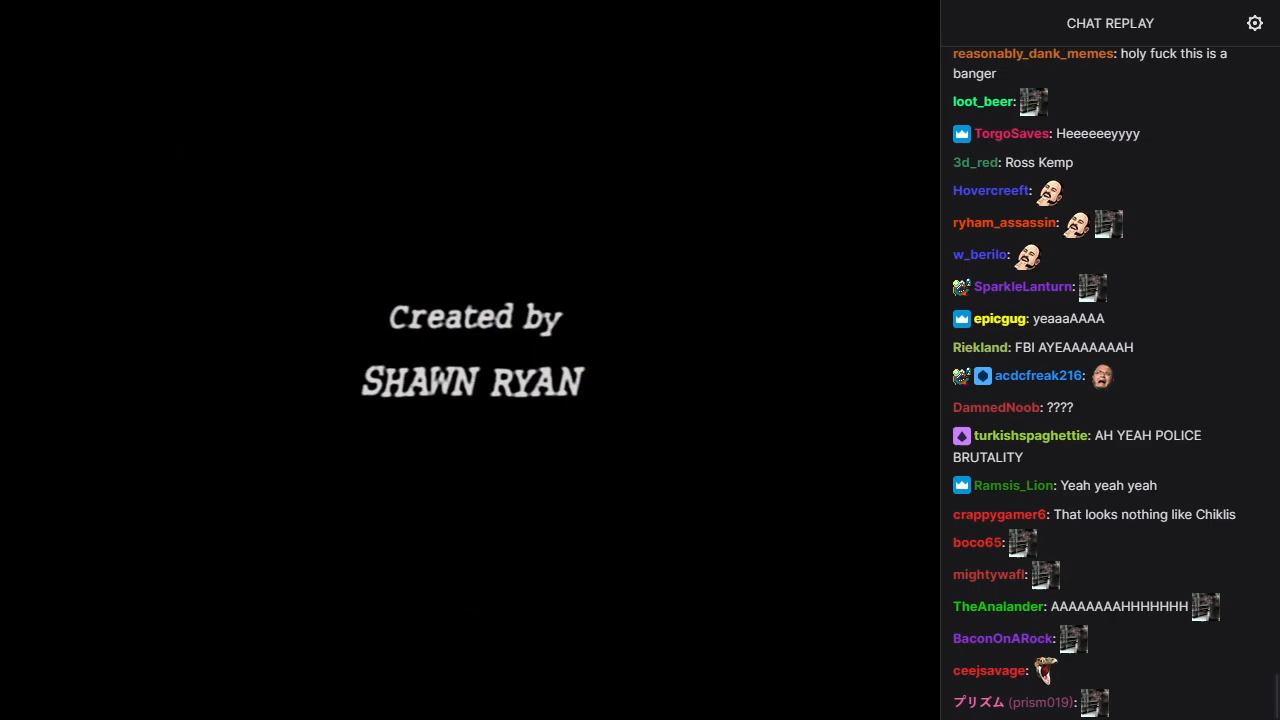 Created by
SHAWN RYAN
CHAT REPLAY
reasonably_dank_memes: holy fuck this is a
banger
loot_beer:
TorgoSaves: Heeeeeeyyyy
3d_red: Ross Kemp
Hovercreeft:
ryham_assassin:
w_berilo:
SparkleLanturn:
epicgug: yeaaaAAAA
Riekland: FBI AYEAAAAAAAH
acdcfreak216:
DamnedNoob: ????
turkishspaghettie: AH YEAH POLICE
BRUTALITY
Ramsis_Lion: Yeah yeah yeah
crappygamer6: That looks nothing like Chiklis
boco65:
mightywafl:
TheAnalander: AAAAAAAAHHHHHHH
BaconOnARock:
ceejsavage:
プリズム (prism019):